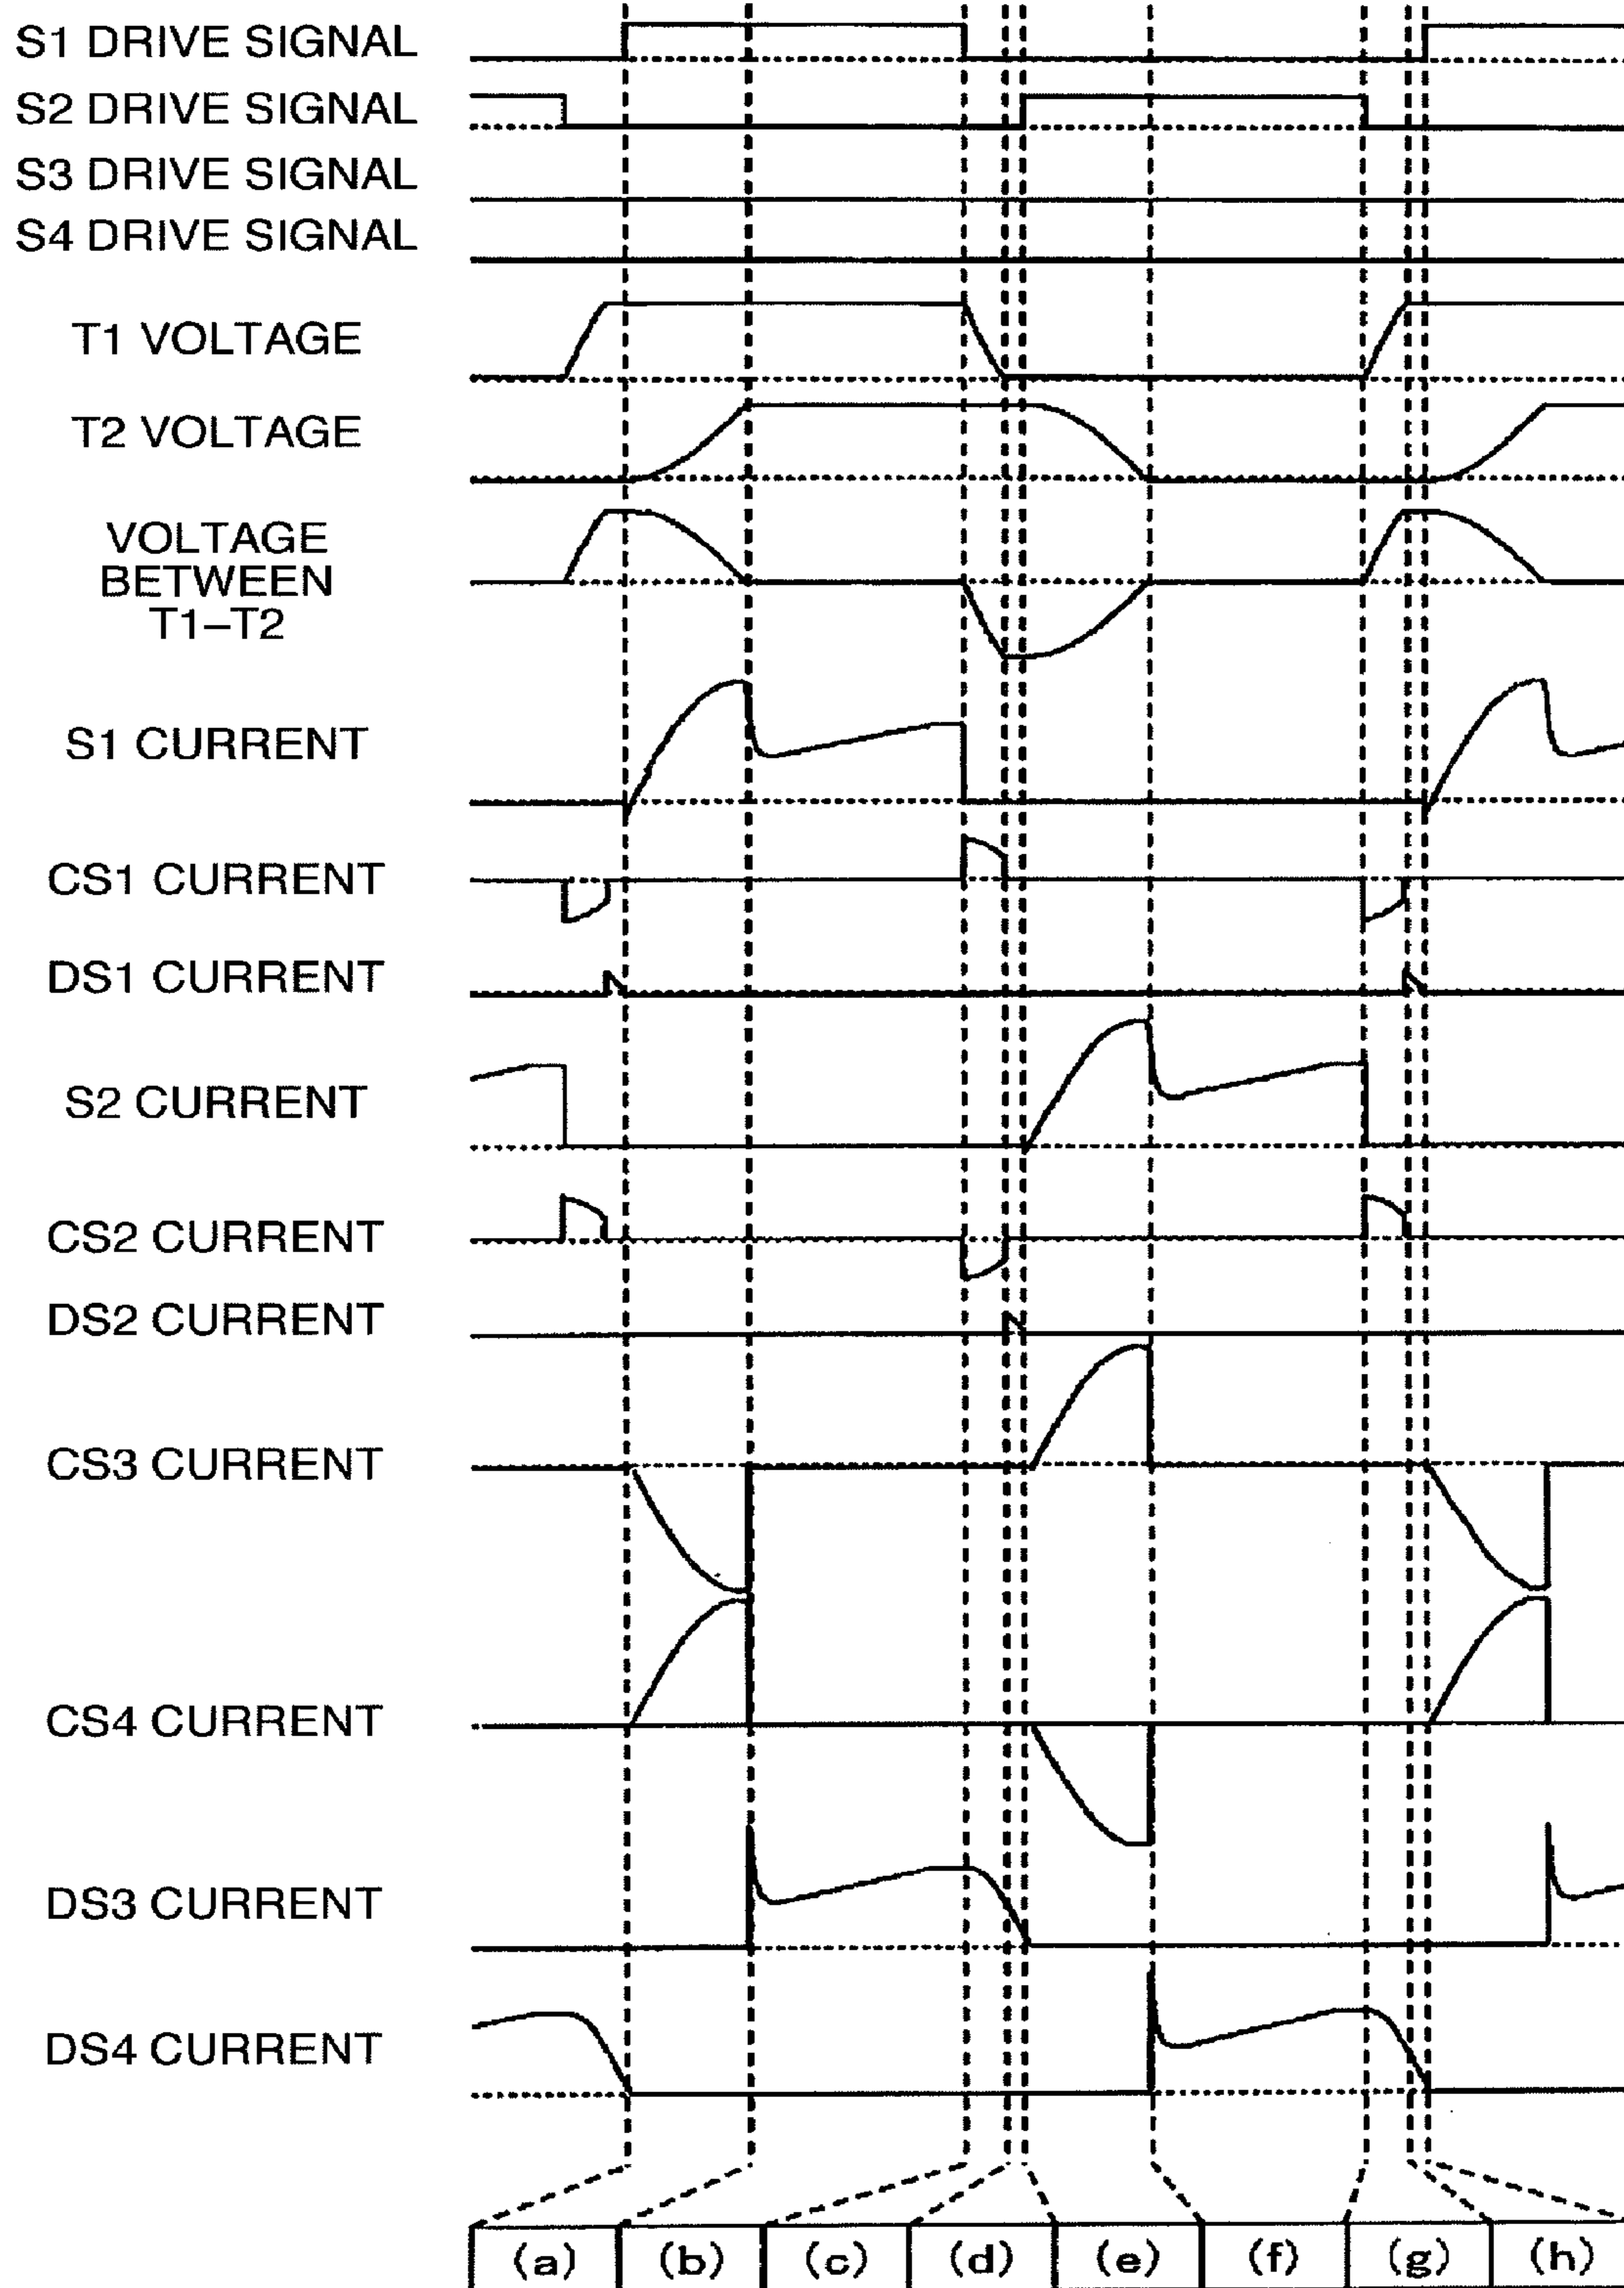 S1 DRIVE SIGNAL
S2 DRIVE SIGNAL
S3 DRIVE SIGNAL
S4 DRIVE SIGNAL
T1 VOLTAGE
T2 VOLTAGE
VOLTAGE
BETWEEN
T1–T2
S1 CURRENT
CS1 CURRENT
DS1 CURRENT
S2 CURRENT
CS2 CURRENT
DS2 CURRENT
CS3 CURRENT
CS4 CURRENT
DS3 CURRENT
DS4 CURRENT
(a) (b) (c) (d) (e) (f) (g) (h)